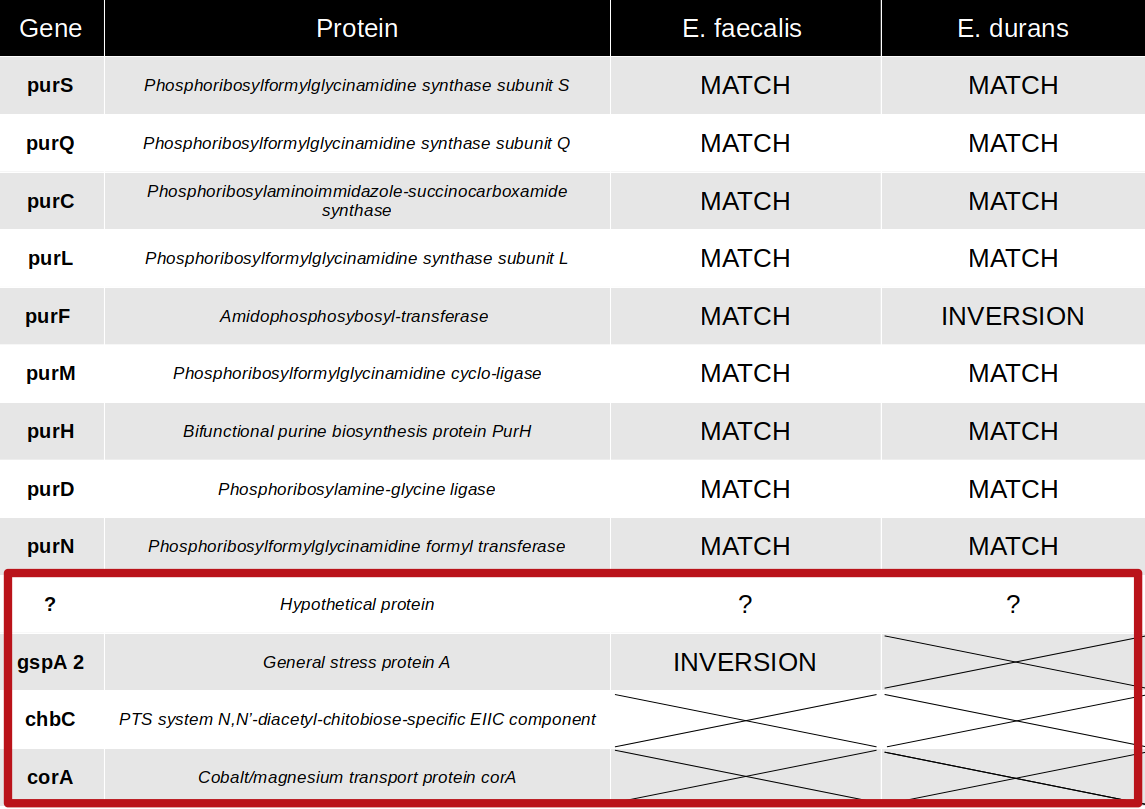 Gene Protein E. faecalis E. durans
purS Phosphoribosylformylglycinamidine synthase subunit S MATCH MATCH
purQ Phosphoribosylformylglycinamidine synthase subunit Q MATCH MATCH
purC Phosphoribosylaminoimmidazole-succinocarboxamide
synthase MATCH MATCH
purL Phosphoribosylformylglycinamidine synthase subunit L MATCH MATCH
purF Amidophosphosybosyl-transferase MATCH INVERSION
purM Phosphoribosylformylglycinamidine cyclo-ligase MATCH MATCH
purH Bifunctional purine biosynthesis protein PurH MATCH MATCH
purD Phosphoribosylamine-glycine ligase MATCH MATCH
purN Phosphoribosylformylglycinamidine formyl transferase MATCH MATCH
? Hypothetical protein ? ?
gspA 2 General stress protein A INVERSION
chbC PTS system N,N’-diacetyl-chitobiose-specific EIIC component
corA Cobalt/magnesium transport protein corA